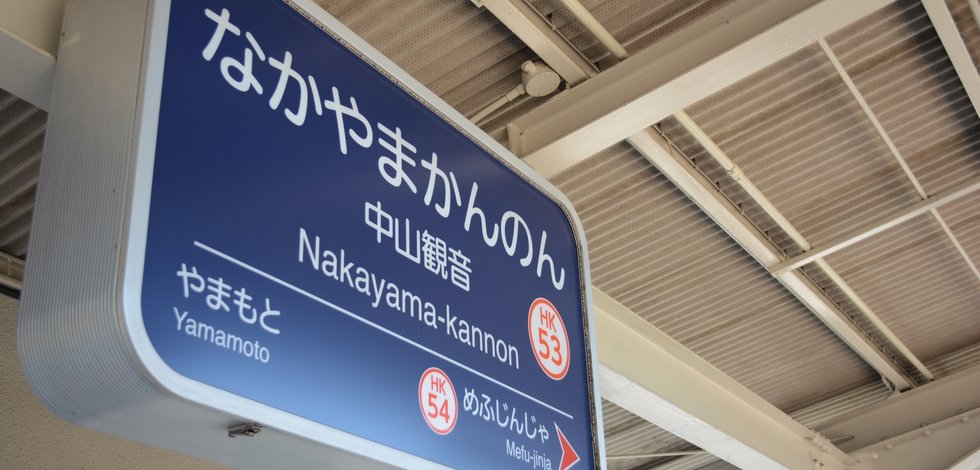 なかやまかんのん
中山観音
Nakayama-kannon
HK
53
やまもと
Yamamoto
HK
54
めふじんじゃ
Mefu-jinja